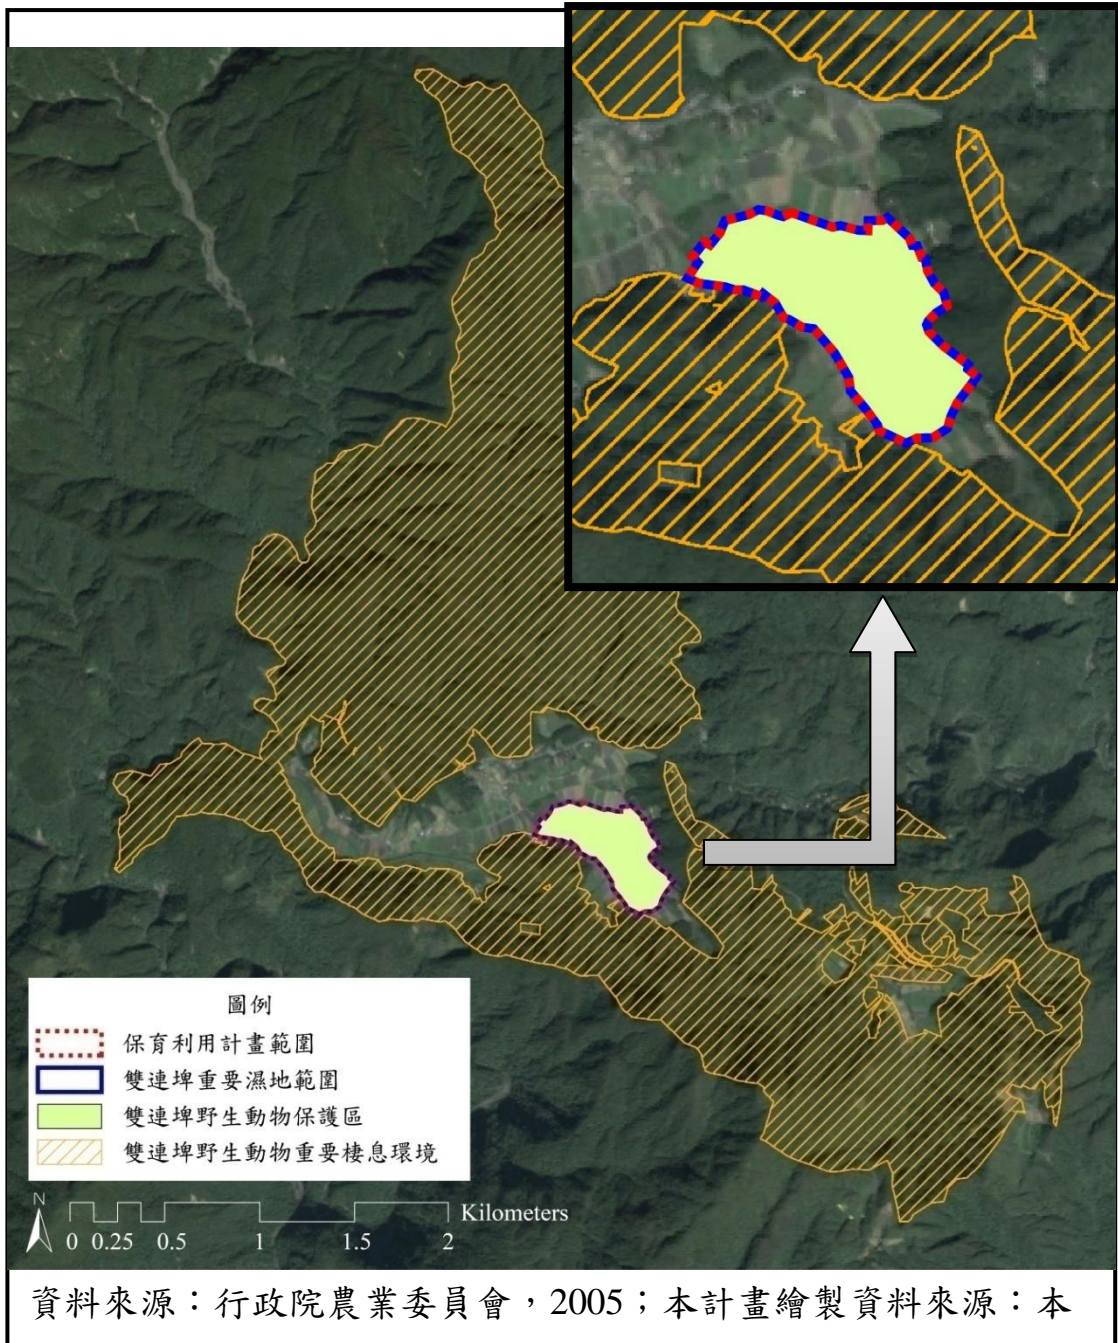 圖例
保育利用計畫範圍
雙連埤重要濕地範圍
雙連埤野生動物保護區
雙連埤野生動物重要棲息環境
N
Kilometers
0 0.25 0.5 1 1.5 2
資料來源：行政院農業委員會，2005；本計畫繪製資料來源：本